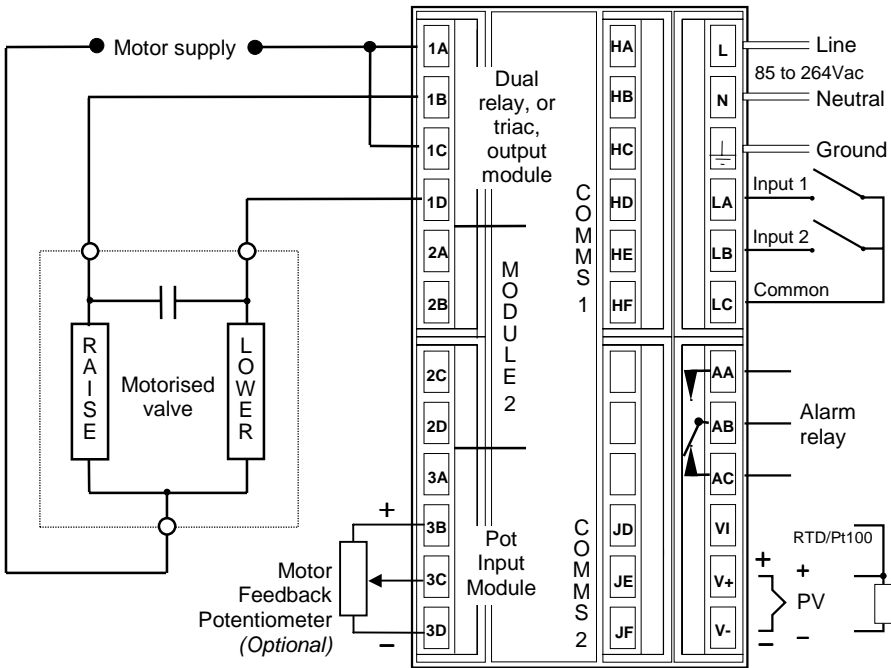 Motor supply
1A
1B
1C
1D
2A
2B
2C
2D
3A
3B
3C
3D
Dual
relay, or
triac,
output
module
MODULE 2
Pot
Input
Module
COMMS 1
COMMS 2
HA
HB
HC
HD
HE
HF
JD
JE
JF
L
N
LA
LB
LC
AA
AB
AC
VI
V+
V-
Line
85 to 264Vac
Neutral
Ground
Input 1
Input 2
Common
Alarm
relay
RTD/Pt100
+
+
PV
–
–
RAISE
LOWER
Motorised
valve
+
Motor
Feedback
Potentiometer
(Optional)
–